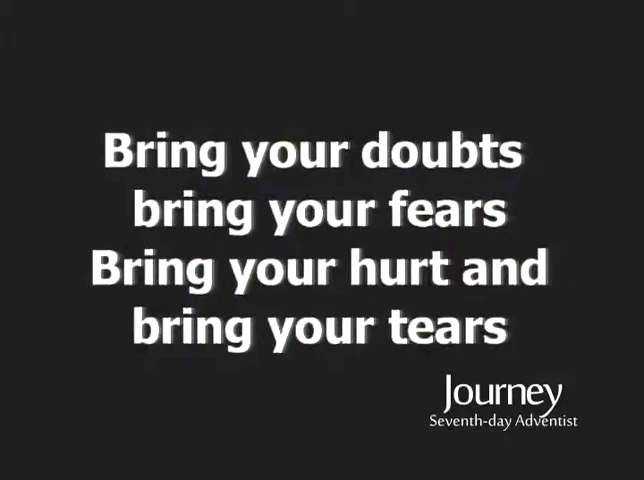 Bring your doubts
bring your fears
Bring your hurt and
bring your tears
Journey
Seventh-day Adventist